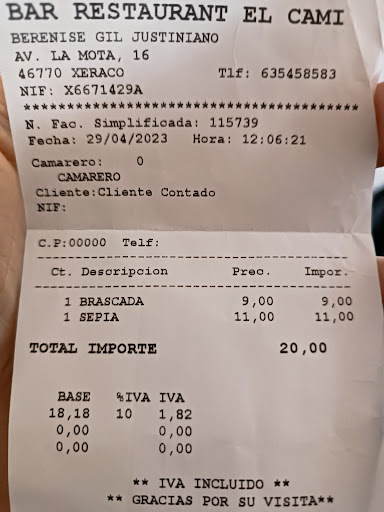 BAR RESTAURANT EL CAMI
BERENISE GIL JUSTINIANO
AV. LA MOTA, 16
46770 XERACO Tlf: 635458583
NIF: X6671429A
****************************************
N. Fac. Simplificada: 115739
Fecha: 29/04/2023 Hora: 12:06:21
Camarero: 0
CAMARERO
Cliente:Cliente Contado
NIF:
C.P:00000 Telf:
----------------------------------------
Ct. Descripcion Prec. Impor.
----------------------------------------
1 BRASCADA 9,00 9,00
1 SEPIA 11,00 11,00
TOTAL IMPORTE 20,00
BASE %IVA IVA
18,18 10 1,82
0,00 0,00
0,00 0,00
** IVA INCLUIDO **
** GRACIAS POR SU VISITA**